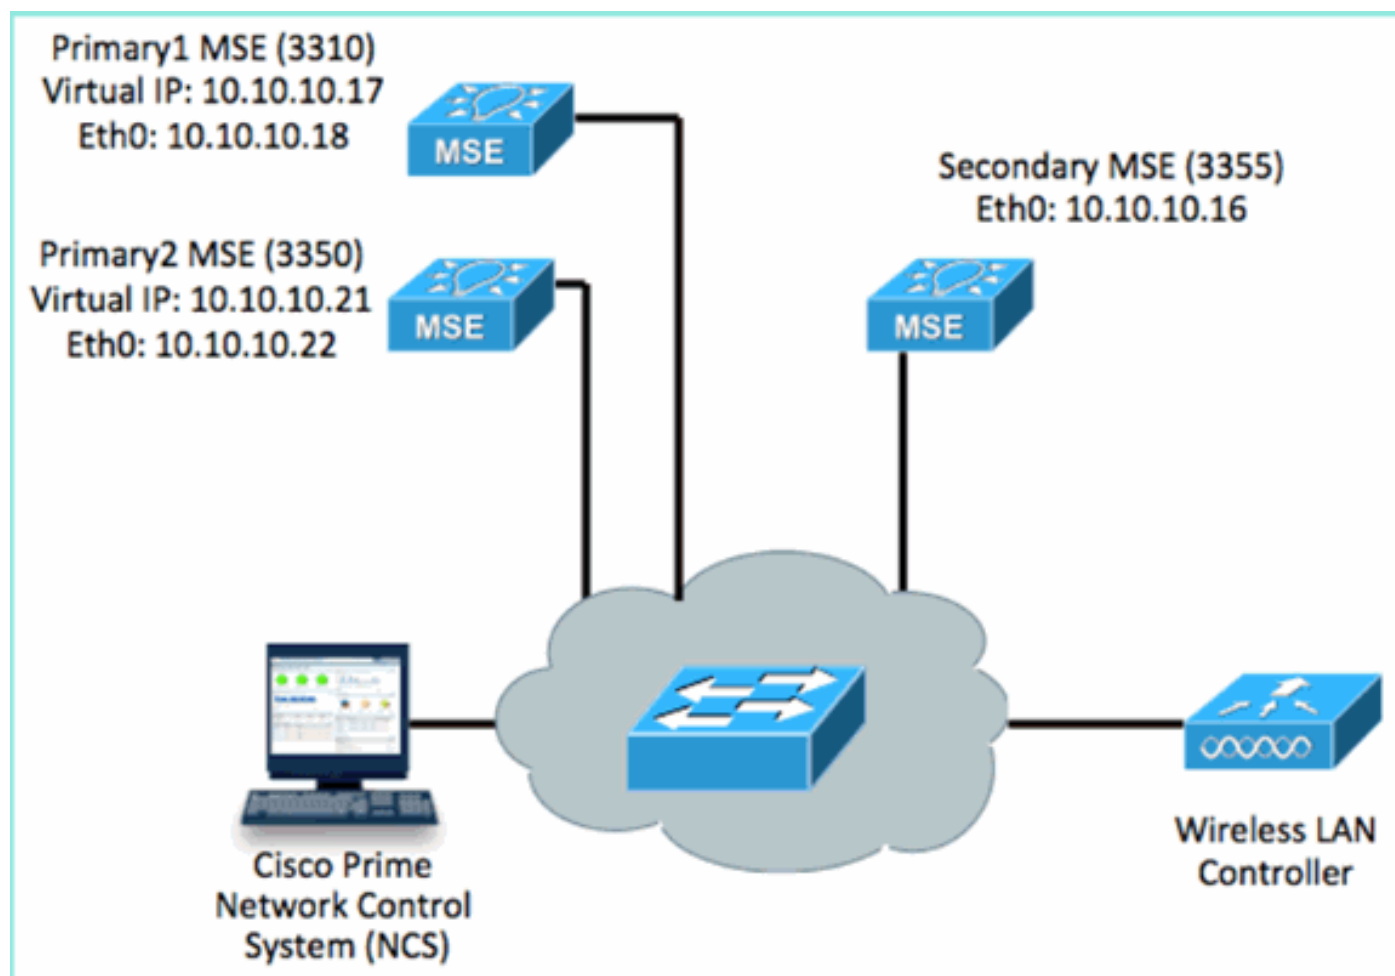 Primary1 MSE (3310)
Virtual IP: 10.10.10.17
Eth0: 10.10.10.18
MSE
Secondary MSE (3355)
Eth0: 10.10.10.16
MSE
Primary2 MSE (3350)
Virtual IP: 10.10.10.21
Eth0: 10.10.10.22
MSE
Cisco Prime
Network Control
System (NCS)
Wireless LAN
Controller